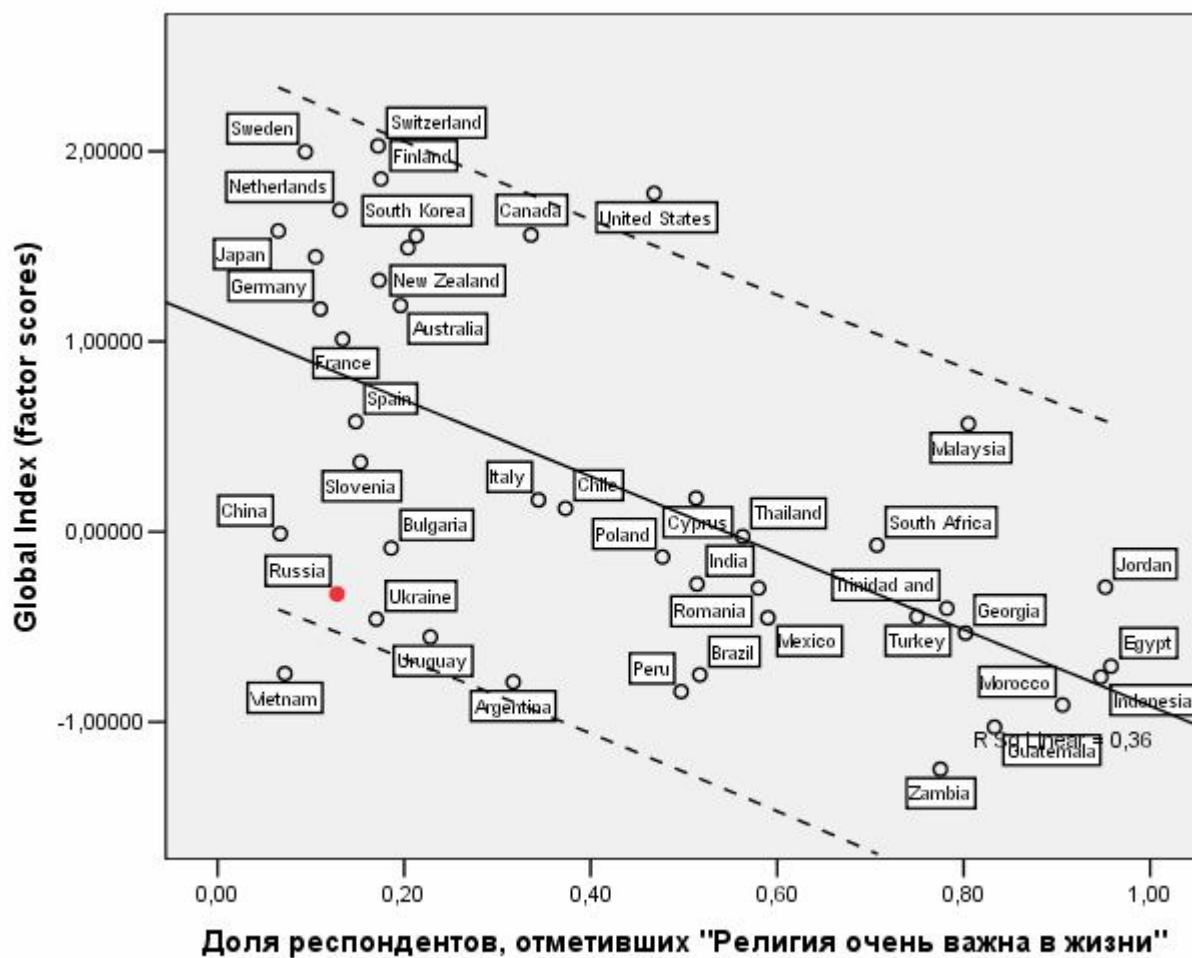 Global Index (factor scores)
2,00000
1,00000
0,00000
-1,00000
Sweden
Switzerland
Finland
Netherlands
South Korea
Canada
United States
Japan
Germany
New Zealand
Australia
France
Spain
Malaysia
Slovenia
Italy
Chile
China
Bulgaria
Poland
Cyprus
Thailand
South Africa
Russia
India
Trinidad and
Jordan
Ukraine
Romania
Mexico
Turkey
Georgia
Uruguay
Peru
Brazil
Egypt
Vietnam
Argentina
Morocco
Indonesia
R Sq Linear = 0,36
Guatemala
Zambia
0,00
0,20
0,40
0,60
0,80
1,00
Доля респондентов, отметивших "Религия очень важна в жизни"